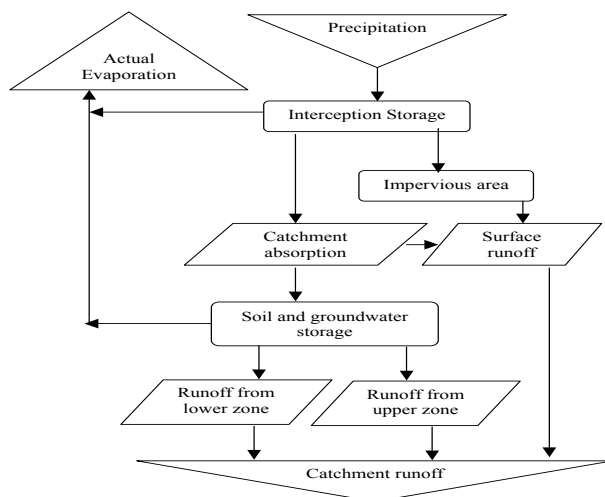 Precipitation
Actual
Evaporation
Interception Storage
Impervious area
Catchment
absorption
Surface
runoff
Soil and groundwater
storage
Runoff from
lower zone
Runoff from
upper zone
Catchment runoff